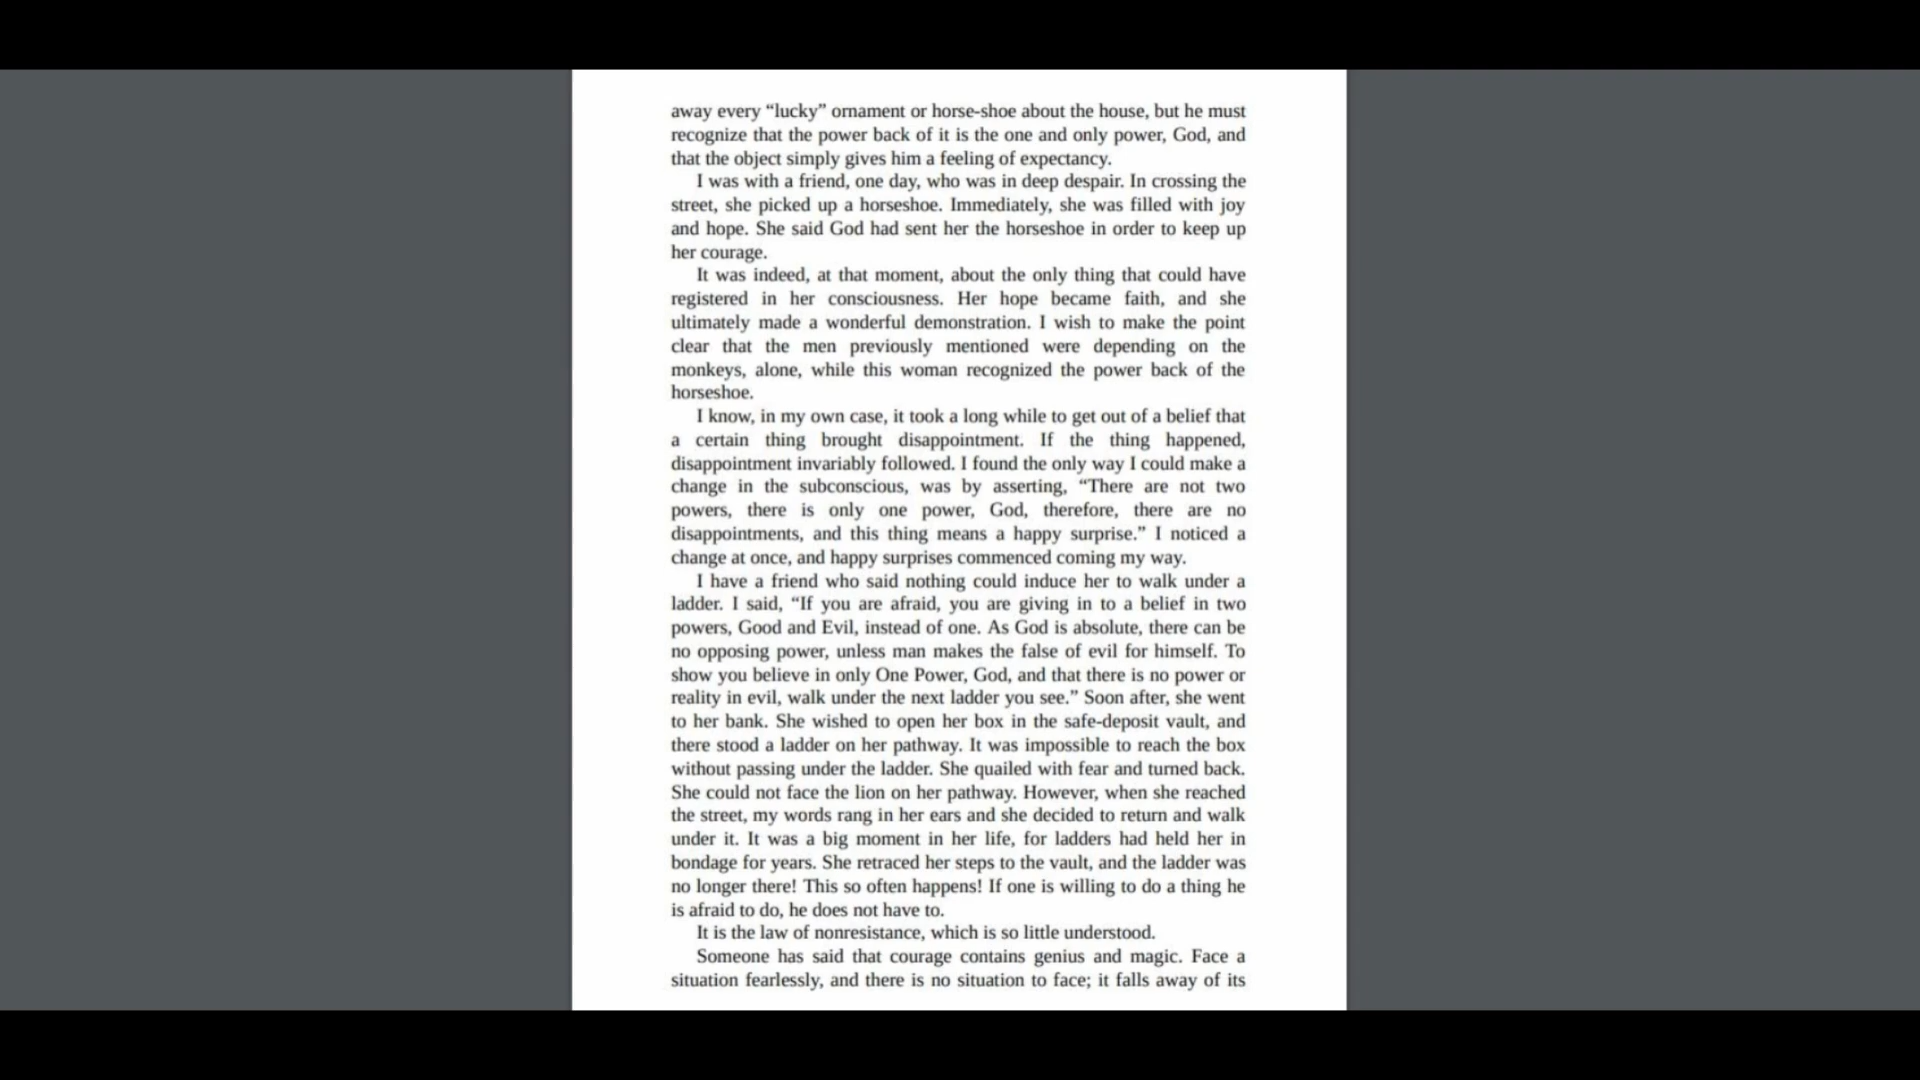 away every “lucky” ornament or horse-shoe about the house, but he must
recognize that the power back of it is the one and only power, God, and
that the object simply gives him a feeling of expectancy.
I was with a friend, one day, who was in deep despair. In crossing the
street, she picked up a horseshoe. Immediately, she was filled with joy
and hope. She said God had sent her the horseshoe in order to keep up
her courage.
It was indeed, at that moment, about the only thing that could have
registered in her consciousness. Her hope became faith, and she
ultimately made a wonderful demonstration. I wish to make the point
clear that the men previously mentioned were depending on the
monkeys, alone, while this woman recognized the power back of the
horseshoe.
I know, in my own case, it took a long while to get out of a belief that
a certain thing brought disappointment. If the thing happened,
disappointment invariably followed. I found the only way I could make a
change in the subconscious, was by asserting, “There are not two
powers, there is only one power, God, therefore, there are no
disappointments, and this thing means a happy surprise.” I noticed a
change at once, and happy surprises commenced coming my way.
I have a friend who said nothing could induce her to walk under a
ladder. I said, “If you are afraid, you are giving in to a belief in two
powers, Good and Evil, instead of one. As God is absolute, there can be
no opposing power, unless man makes the false of evil for himself. To
show you believe in only One Power, God, and that there is no power or
reality in evil, walk under the next ladder you see.” Soon after, she went
to her bank. She wished to open her box in the safe-deposit vault, and
there stood a ladder on her pathway. It was impossible to reach the box
without passing under the ladder. She quailed with fear and turned back.
She could not face the lion on her pathway. However, when she reached
the street, my words rang in her ears and she decided to return and walk
under it. It was a big moment in her life, for ladders had held her in
bondage for years. She retraced her steps to the vault, and the ladder was
no longer there! This so often happens! If one is willing to do a thing he
is afraid to do, he does not have to.
It is the law of nonresistance, which is so little understood.
Someone has said that courage contains genius and magic. Face a
situation fearlessly, and there is no situation to face; it falls away of its